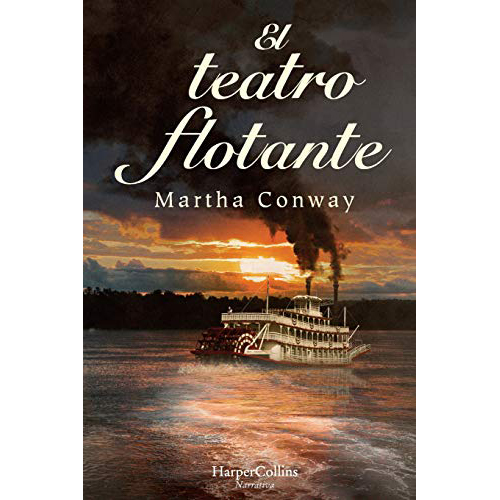 El
teatro
flotante
Martha Conway
HarperCollins
Narrativa